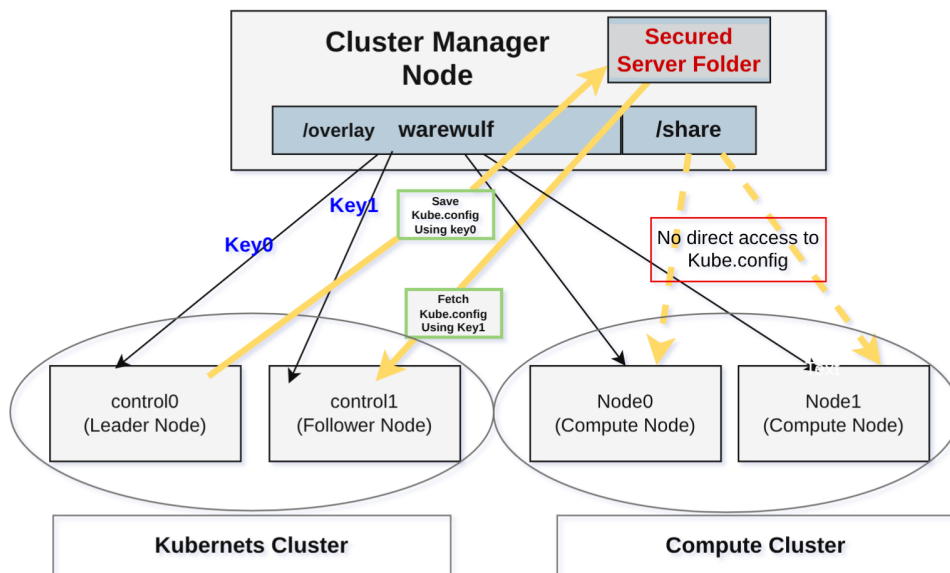 Cluster Manager
Node
Secured
Server Folder
/overlay warewulf
/share
Key0
Key1
Save
Kube.config
Using key0
No direct access to
Kube.config
Fetch
Kube.config
Using Key1
control0
(Leader Node)
control1
(Follower Node)
Node0
(Compute Node)
Node1
(Compute Node)
Kubernets Cluster
Compute Cluster